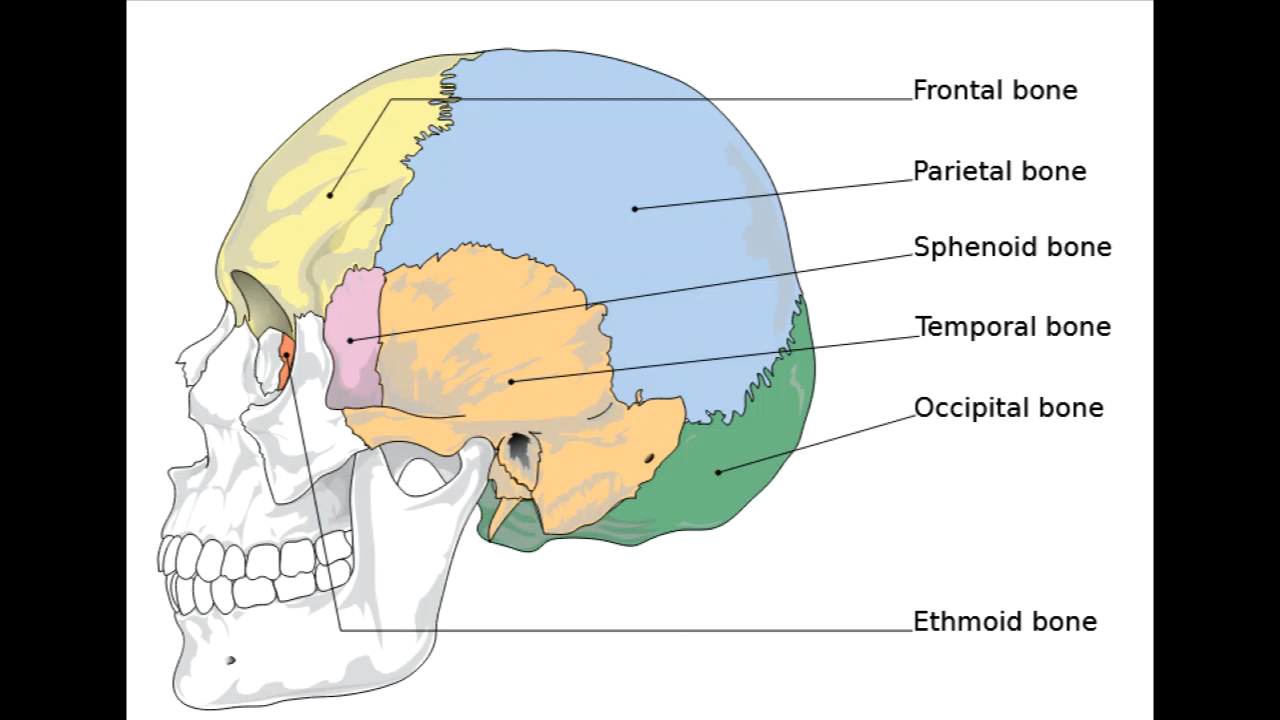 Frontal bone
Parietal bone
Sphenoid bone
Temporal bone
Occipital bone
Ethmoid bone